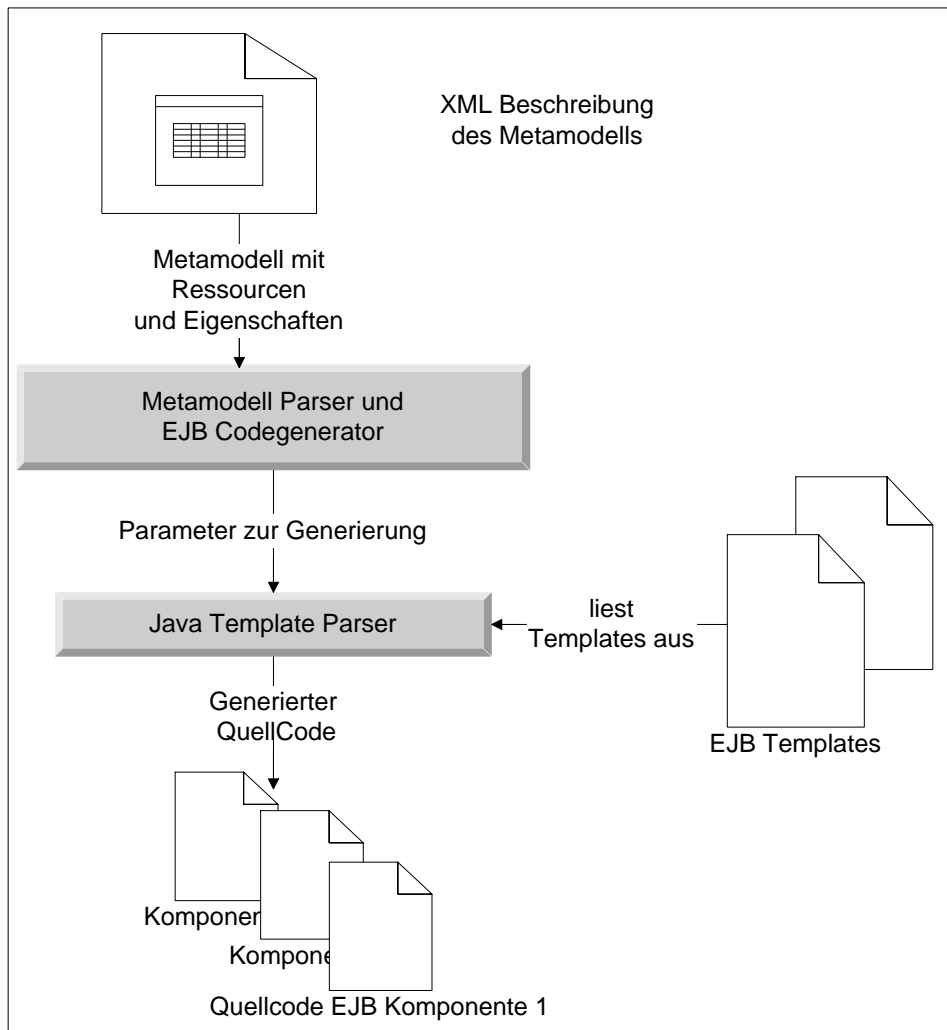 XML Beschreibung
des Metamodells
Metamodell mit
Ressourcen
und Eigenschaften
Metamodell Parser und
EJB Codegenerator
Parameter zur Generierung
Java Template Parser
liest
Templates aus
EJB Templates
Generierter
QuellCode
Quellcode EJB Komponente 1